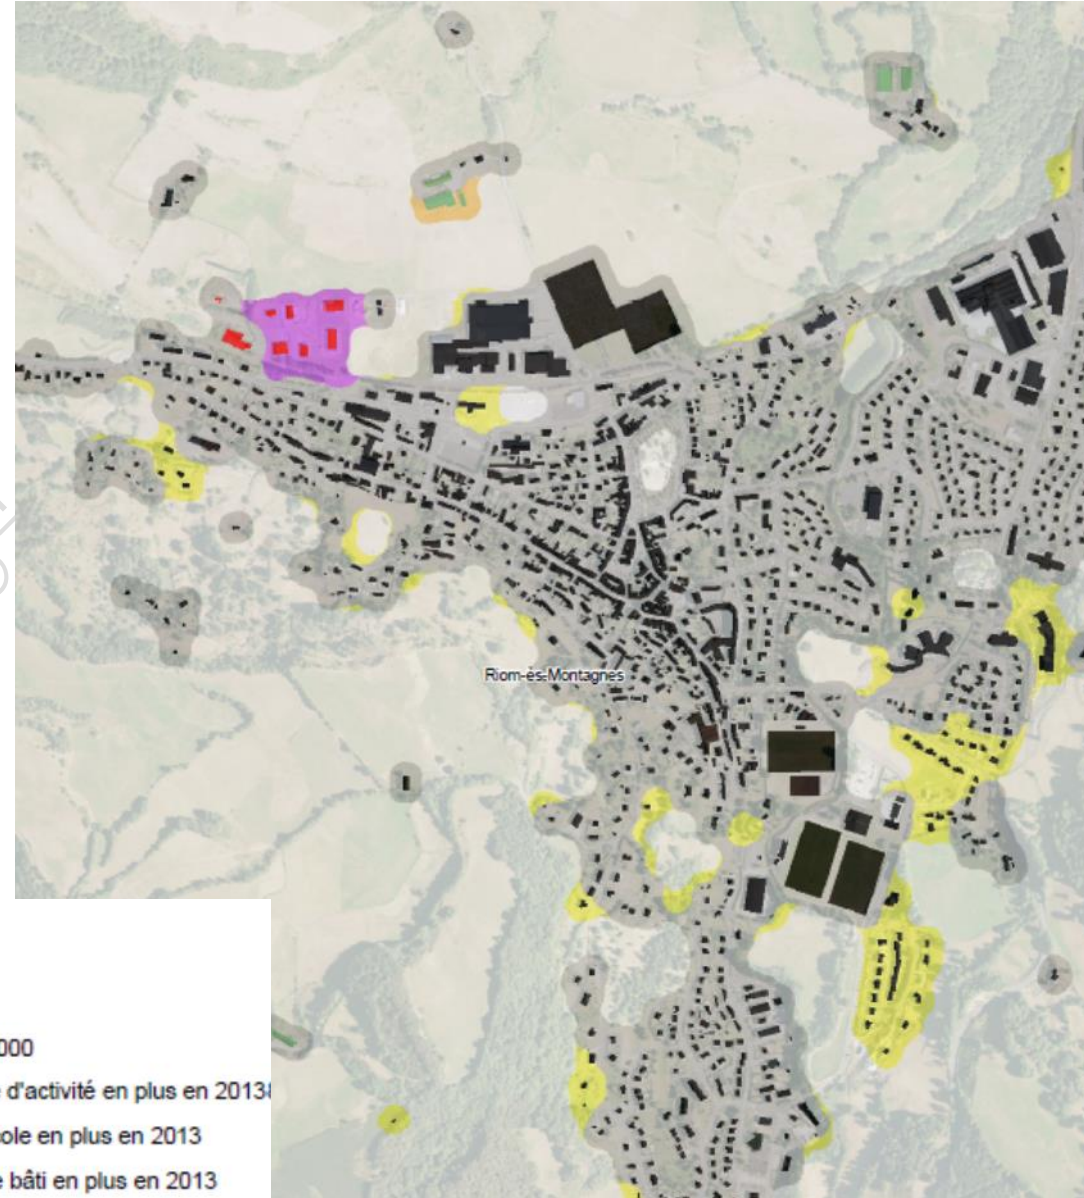 Riom-ès-Montagnes
000
d'activité en plus en 2013
ole en plus en 2013
bâti en plus en 2013